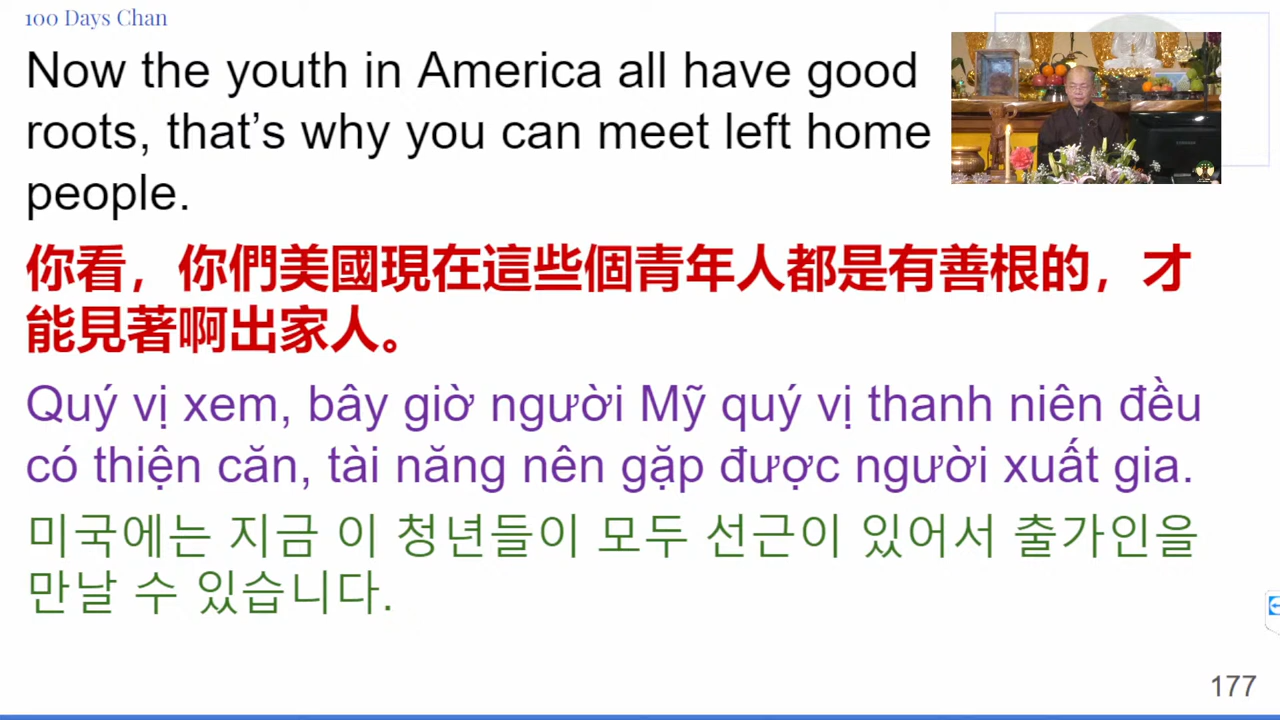 100 Days Chan
Now the youth in America all have good
roots, that’s why you can meet left home
people.
你看，你們美國現在這些個青年人都是有善根的，才
能見著啊出家人。
Quý vị xem, bây giờ người Mỹ quý vị thanh niên đều
có thiện căn, tài năng nên gặp được người xuất gia.
미국에는 지금 이 청년들이 모두 선근이 있어서 출가인을
만날 수 있습니다.
177